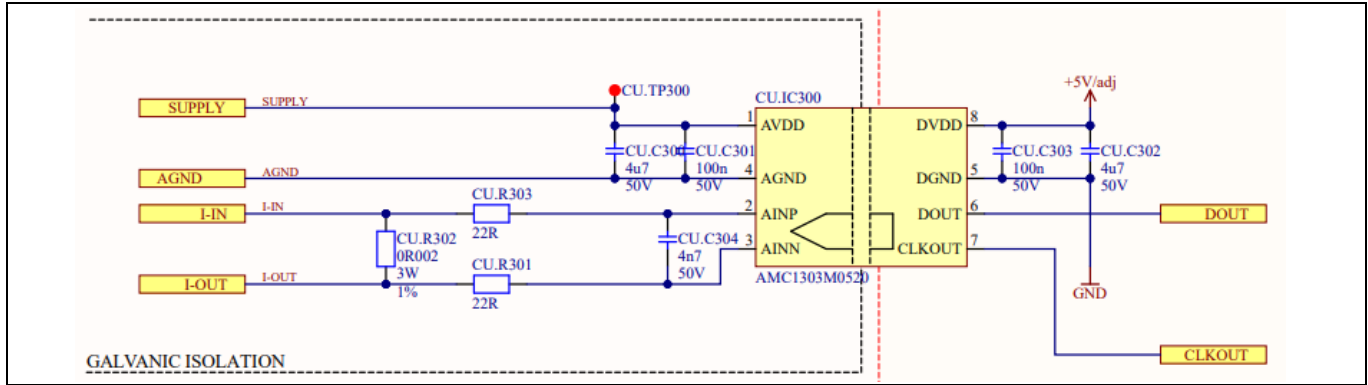 +5V/adj
CU.TP300
CU.IC300
SUPPLY
SUPPLY
1
AVDD
DVDD
8
CU.C300
4u7
50V
CU.C301
100n
50V
CU.C303
100n
50V
CU.C302
4u7
50V
AGND
AGND
4
AGND
DGND
5
CU.R303
22R
I-IN
I-IN
2
AINP
DOUT
6
DOUT
CU.R302
0R002
3W
1%
CU.C304
4n7
50V
3
AINN
CLKOUT
7
CU.R301
22R
I-OUT
I-OUT
AMC1303M0520
GND
GALVANIC ISOLATION
CLKOUT